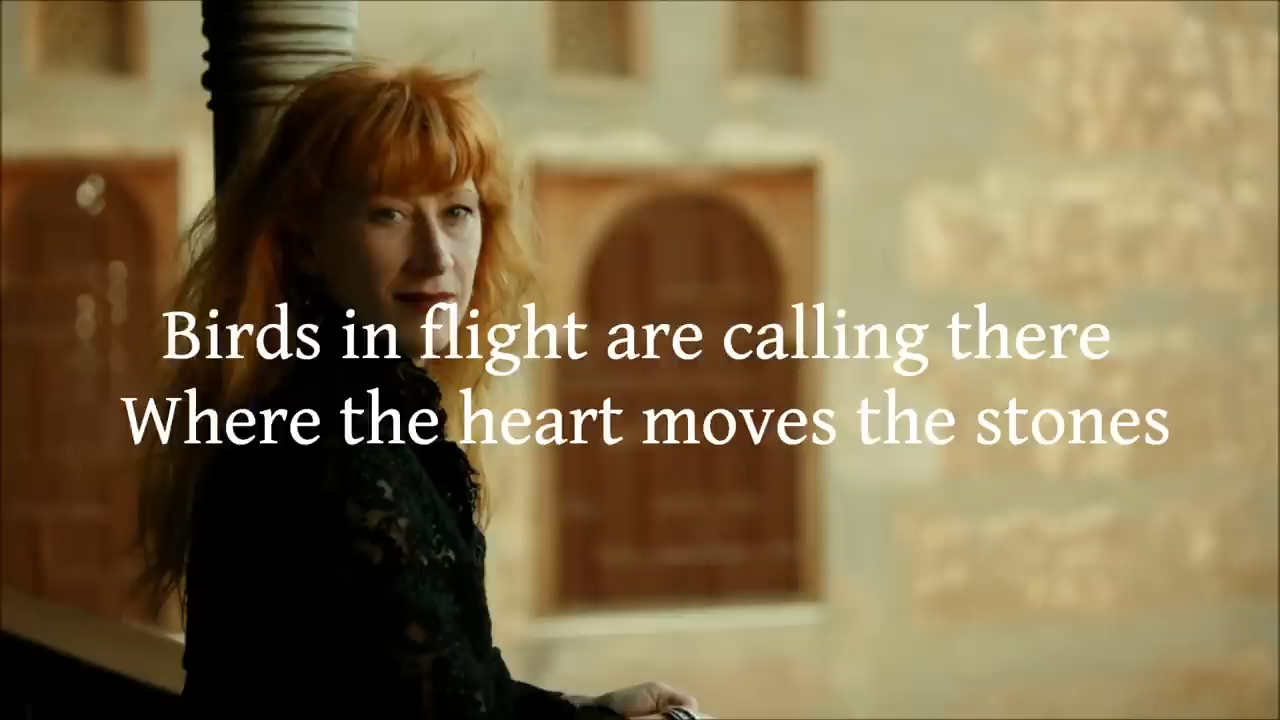 Birds in flight are calling there
Where the heart moves the stones